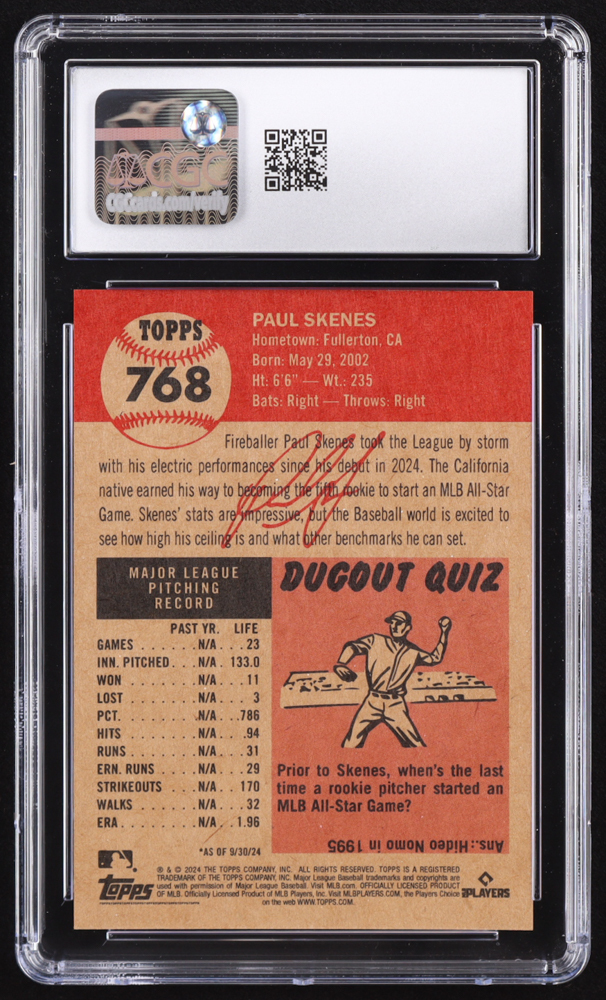 CGC
CGCcards.com/verify
TOPPS
768
PAUL SKENES
Hometown: Fullerton, CA
Born: May 29, 2002
Ht: 6'6" — Wt.: 235
Bats: Right — Throws: Right
Fireballer Paul Skenes took the League by storm
with his electric performances since his debut in 2024. The California
native earned his way to becoming the fifth rookie to start an MLB All-Star
Game. Skenes' stats are impressive, but the Baseball world is excited to
see how high his ceiling is and what other benchmarks he can set.
MAJOR LEAGUE
PITCHING
RECORD
PAST YR. LIFE
GAMES . . . . . . . . N/A . . . 23
INN. PITCHED . . . . N/A . 133.0
WON . . . . . . . N/A . . . 11
LOST . . . . . . . N/A . . . . 3
PCT. . . . . . . . N/A . . .786
HITS . . . . . . . N/A . . . .94
RUNS . . . . . . . N/A . . . 31
ERN. RUNS . . . . . N/A . . . 29
STRIKEOUTS . . . . N/A . . 170
WALKS . . . . . . N/A . . . 32
ERA . . . . . . . . N/A . . 1.96
*AS OF 9/30/24
DUGOUT QUIZ
Prior to Skenes, when's the last
time a rookie pitcher started an
MLB All-Star Game?
Ans.: Hideo Nomo in 1995
Topps
® & © 2024 THE TOPPS COMPANY, INC. ALL RIGHTS RESERVED. TOPPS IS A REGISTERED
TRADEMARK OF THE TOPPS COMPANY, INC. Major League Baseball trademarks and copyrights are
used with permission of Major League Baseball. Visit MLB.com. OFFICIALLY LICENSED PRODUCT
OF MLB. Officially Licensed Product of MLB Players, Inc. Visit MLBPLAYERS.COM, the Players Choice
on the web WWW.TOPPS.COM.
PLAYERS